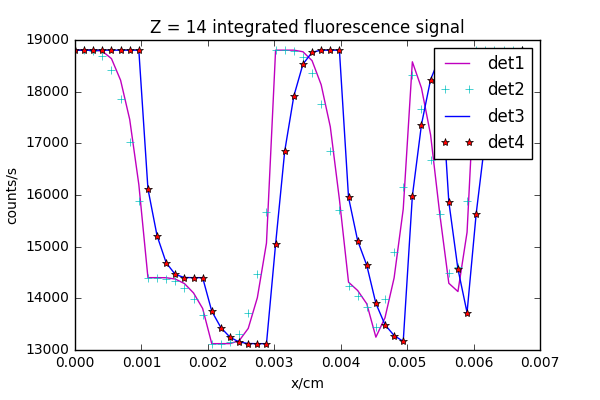 Z = 14 integrated fluorescence signal
19000
18000
17000
16000
15000
14000
13000
counts/s
det1
det2
det3
det4
0.000 0.001 0.002 0.003 0.004 0.005 0.006 0.007
x/cm